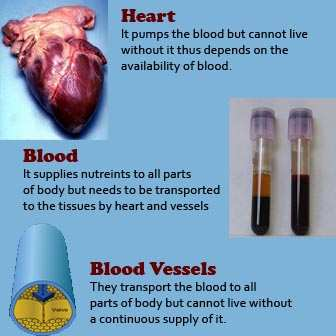 Heart
It pumps the blood but cannot live
without it thus depends on the
availability of blood.
Blood
It supplies nutreints to all parts
of body but needs to be transported
to the tissues by heart and vessels
Valve
Blood Vessels
They transport the blood to all
parts of body but cannot live without
a continuous supply of it.